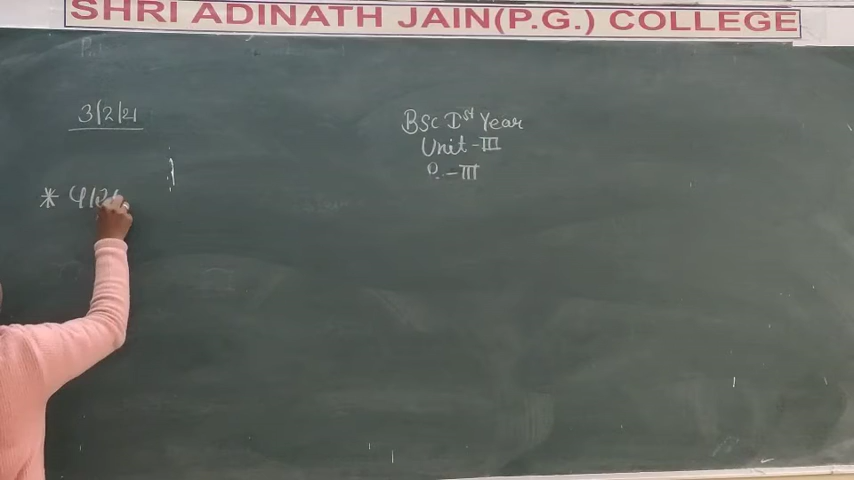 SHRI ADINATH JAIN(P.G.) COLLEGE
3/2/21
BSC Ist Year
Unit-III
P.-III
*